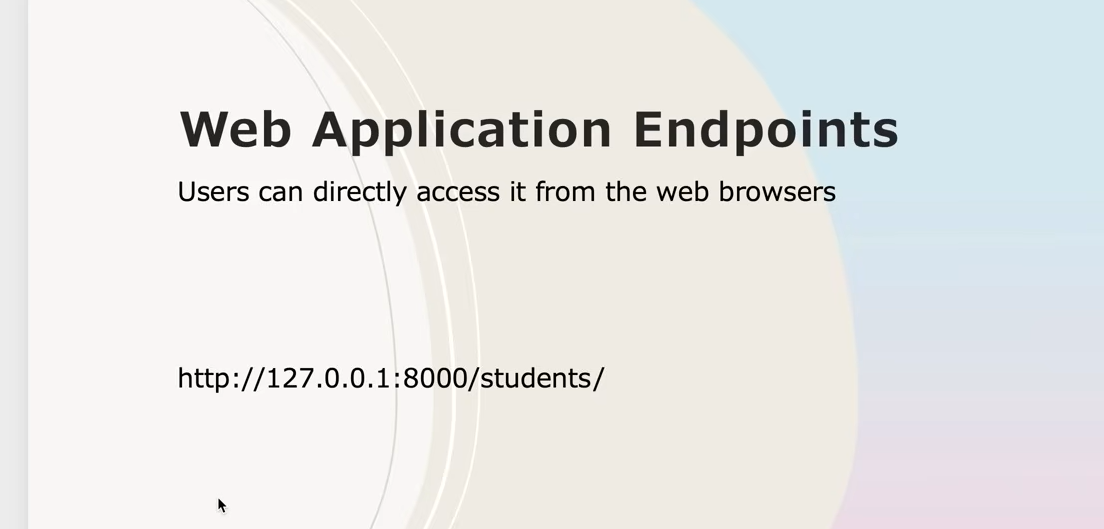 Web Application Endpoints
Users can directly access it from the web browsers
http://127.0.0.1:8000/students/